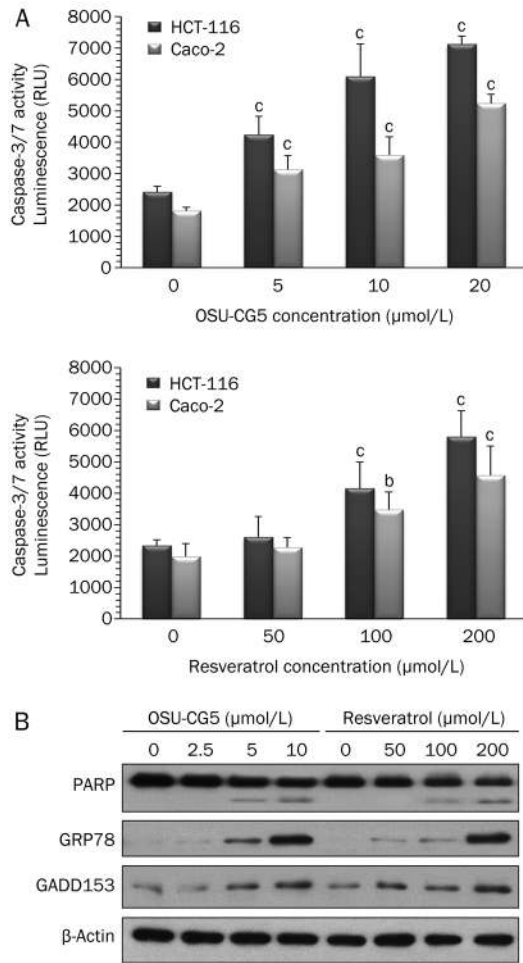 A
Caspase-3/7 activity
Luminescence (RLU)
8000
7000
6000
5000
4000
3000
2000
1000
0
HCT-116
Caco-2
c
c
c
c
c
c
0 5 10 20
OSU-CG5 concentration (μmol/L)
Caspase-3/7 activity
Luminescence (RLU)
8000
7000
6000
5000
4000
3000
2000
1000
0
HCT-116
Caco-2
c
b
c
c
0 50 100 200
Resveratrol concentration (μmol/L)
B
OSU-CG5 (μmol/L) Resveratrol (μmol/L)
0 2.5 5 10 0 50 100 200
PARP
GRP78
GADD153
β-Actin